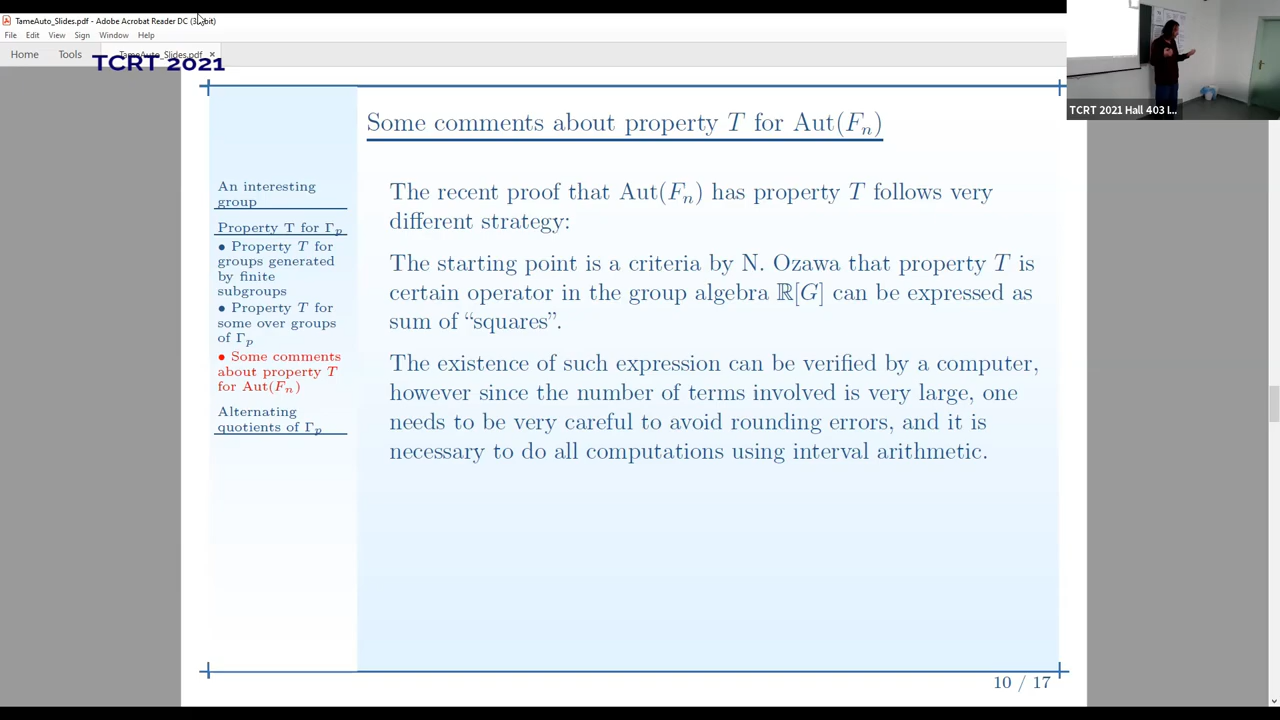 TameAuto_Slides.pdf - Adobe Acrobat Reader DC (32-bit)
File Edit View Sign Window Help
Home Tools TameAuto_Slides.pdf ×
TCRT 2021
TCRT 2021 Hall 403 I...
Some comments about property T for Aut(Fₙ)
An interesting
group
Property T for Γₚ
• Property T for
groups generated
by finite
subgroups
• Property T for
some over groups
of Γₚ
• Some comments
about property T
for Aut(Fₙ)
Alternating
quotients of Γₚ
The recent proof that Aut(Fₙ) has property T follows very
different strategy:
The starting point is a criteria by N. Ozawa that property T is
certain operator in the group algebra ℝ[G] can be expressed as
sum of “squares”.
The existence of such expression can be verified by a computer,
however since the number of terms involved is very large, one
needs to be very careful to avoid rounding errors, and it is
necessary to do all computations using interval arithmetic.
10 / 17